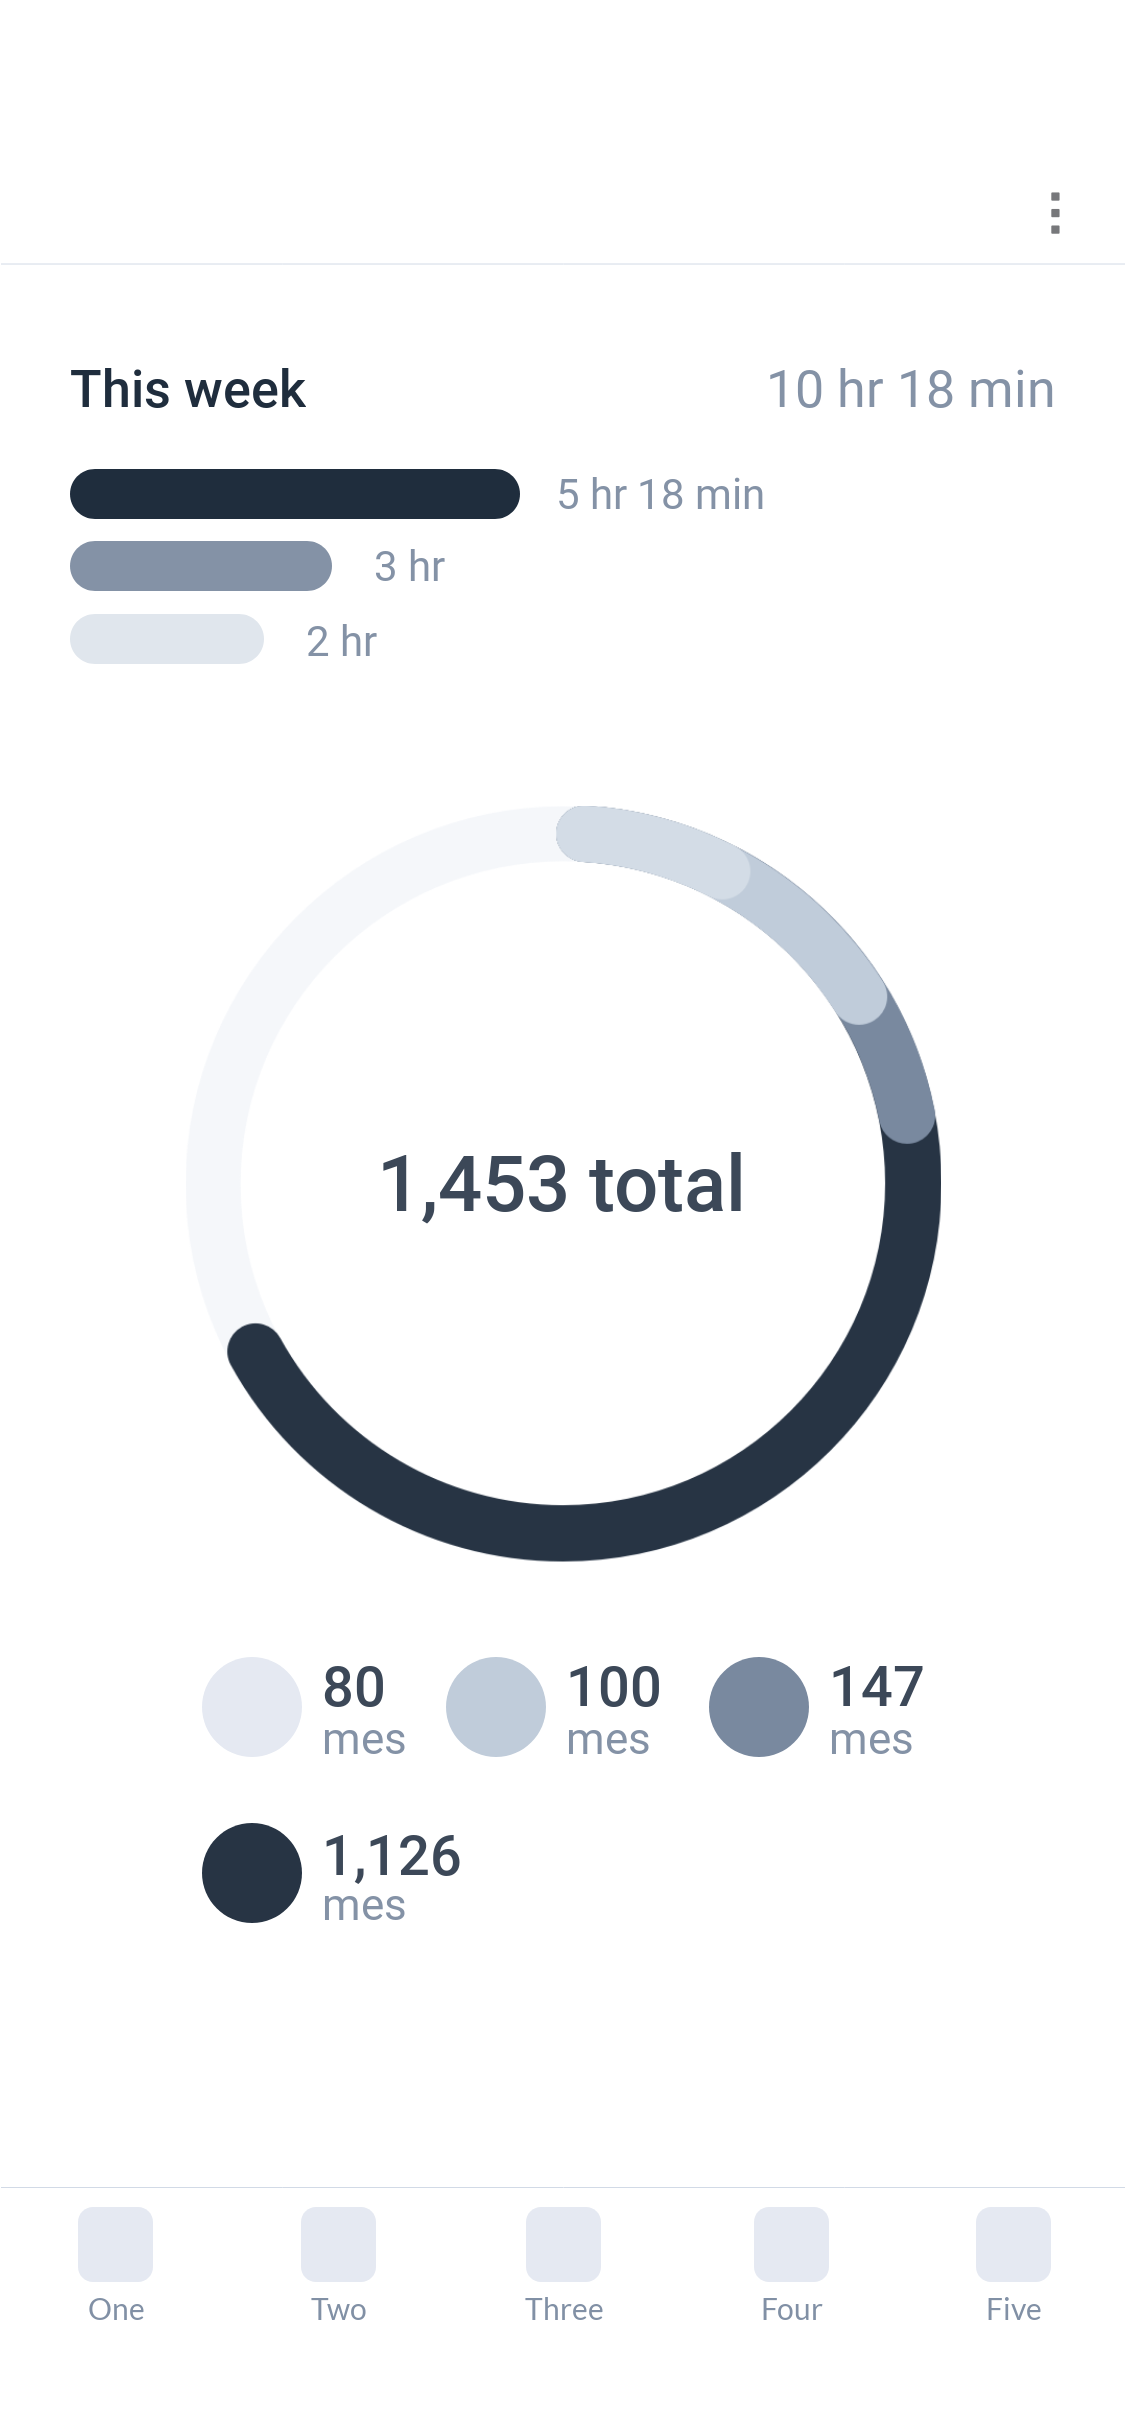 This week 10 hr 18 min
5 hr 18 min
3 hr
2 hr
1,453 total
80 100 147
mes mes mes
1,126
mes
One Two Three Four Five